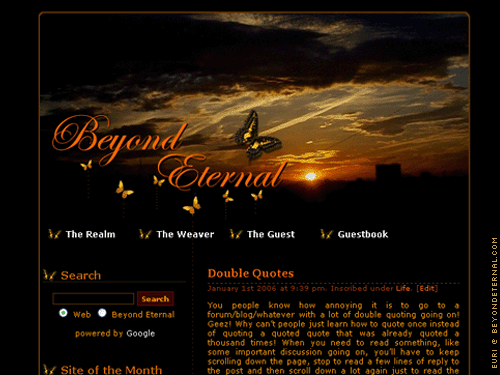 Beyond
Eternal
The Realm
The Weaver
The Guest
Guestbook
Search
Search
Web
Beyond Eternal
powered by Google
Site of the Month
Double Quotes
January 1st 2006 at 9:39 pm. Inscribed under Life. [Edit]
You people know how annoying it is to go to a
forum/blog/whatever with a lot of double quoting going on!
Geez! Why can't people just learn how to quote once instead
of quoting a quoted quote that was already quoted a
thousand times! When you need to read something, like
some important discussion going on, you'll have to keep
scrolling down the page, stop to read a few lines of reply to
the post and then scroll down a lot again just to read the
EURI @ BEYONDETERNAL.COM